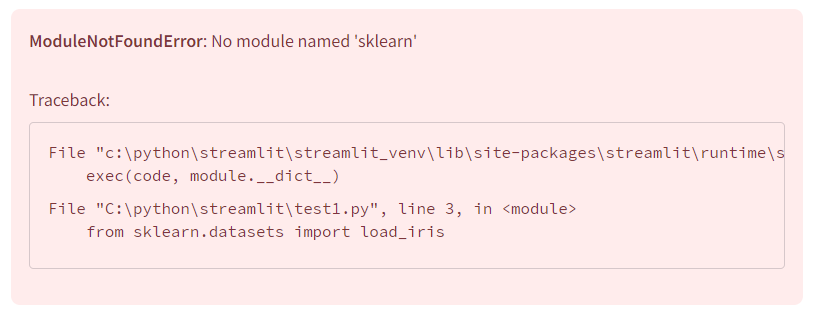 ModuleNotFoundError: No module named 'sklearn'
Traceback:
File "c:\python\streamlit\streamlit_venv\lib\site-packages\streamlit\runtime\s
exec(code, module.__dict__)
File "C:\python\streamlit\test1.py", line 3, in <module>
from sklearn.datasets import load_iris